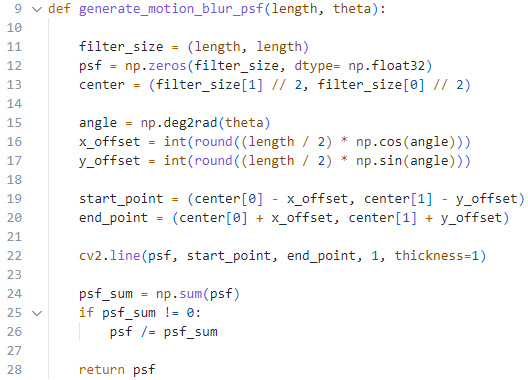 9 def generate_motion_blur_psf(length, theta):
10
11     filter_size = (length, length)
12     psf = np.zeros(filter_size, dtype= np.float32)
13     center = (filter_size[1] // 2, filter_size[0] // 2)
14
15     angle = np.deg2rad(theta)
16     x_offset = int(round((length / 2) * np.cos(angle)))
17     y_offset = int(round((length / 2) * np.sin(angle)))
18
19     start_point = (center[0] - x_offset, center[1] - y_offset)
20     end_point = (center[0] + x_offset, center[1] + y_offset)
21
22     cv2.line(psf, start_point, end_point, 1, thickness=1)
23
24     psf_sum = np.sum(psf)
25     if psf_sum != 0:
26         psf /= psf_sum
27
28     return psf